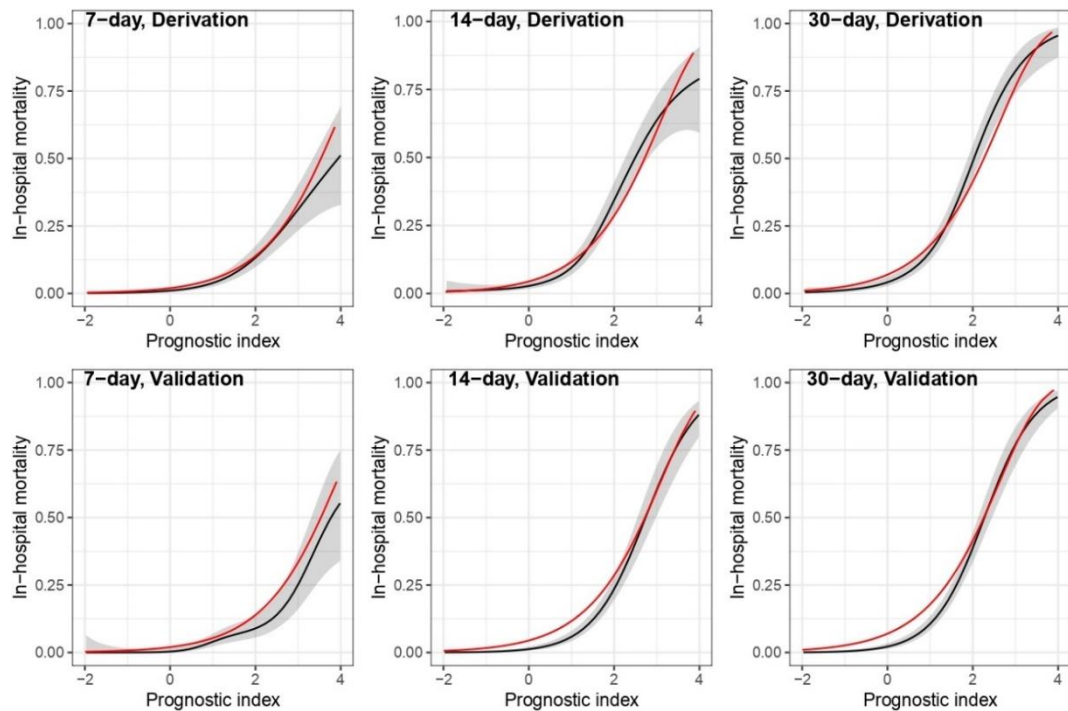 7−day, Derivation
In−hospital mortality
1.00
0.75
0.50
0.25
0.00
−2 0 2 4
Prognostic index
14−day, Derivation
In−hospital mortality
1.00
0.75
0.50
0.25
0.00
−2 0 2 4
Prognostic index
30−day, Derivation
In−hospital mortality
1.00
0.75
0.50
0.25
0.00
−2 0 2 4
Prognostic index
7−day, Validation
In−hospital mortality
1.00
0.75
0.50
0.25
0.00
−2 0 2 4
Prognostic index
14−day, Validation
In−hospital mortality
1.00
0.75
0.50
0.25
0.00
−2 0 2 4
Prognostic index
30−day, Validation
In−hospital mortality
1.00
0.75
0.50
0.25
0.00
−2 0 2 4
Prognostic index